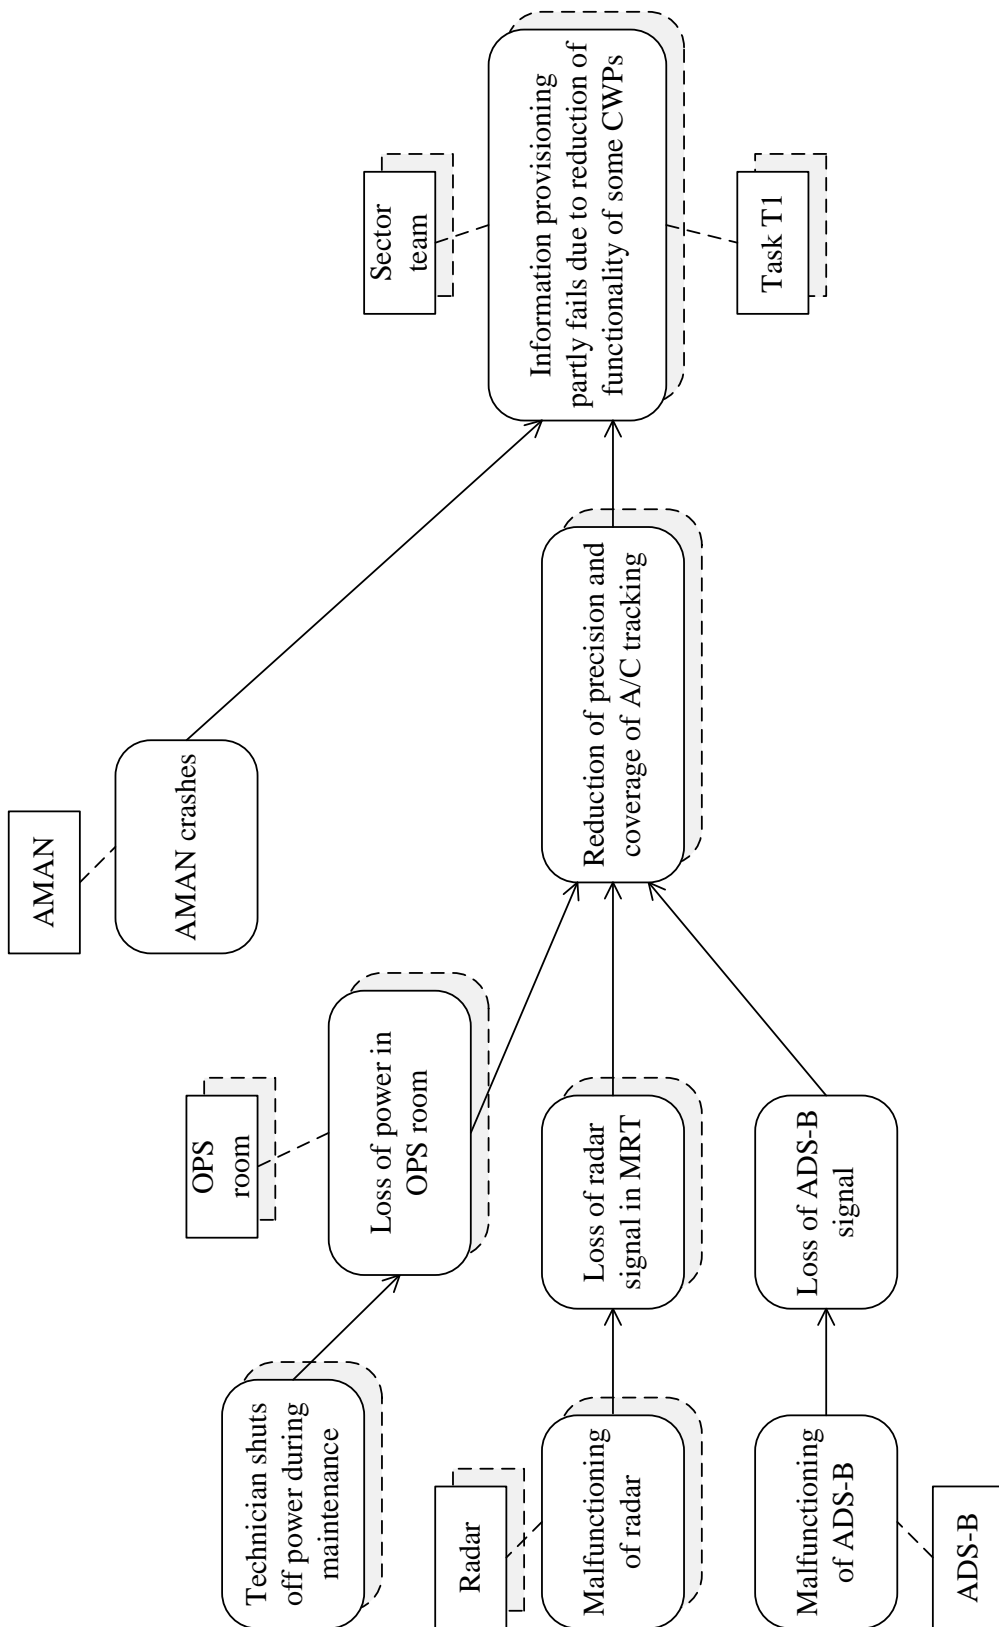 AMAN
AMAN crashes
Sector
team
OPS
room
Technician shuts
off power during
maintenance
Loss of power in
OPS room
Information provisioning
partly fails due to reduction of
functionality of some CWPs
Radar
Malfunctioning
of radar
Loss of radar
signal in MRT
Reduction of precision and
coverage of A/C tracking
Task T1
Malfunctioning
of ADS-B
Loss of ADS-B
signal
ADS-B